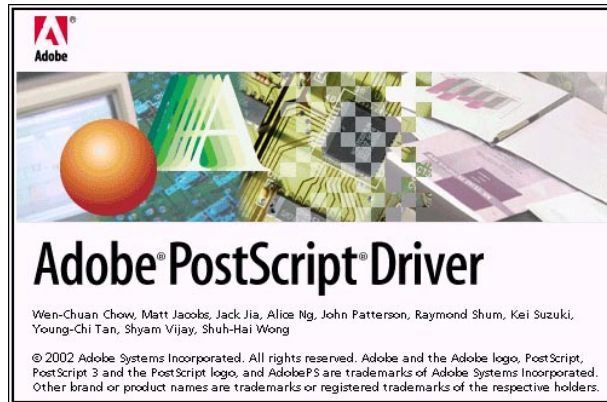 Adobe®
Adobe® PostScript® Driver
Wen-Chuan Chow, Matt Jacobs, Jack Jia, Alice Ng, John Patterson, Raymond Shum, Kei Suzuki,
Young-Chi Tan, Shyam Vijay, Shuh-Hai Wong
© 2002 Adobe Systems Incorporated. All rights reserved. Adobe and the Adobe logo, PostScript,
PostScript 3 and the PostScript logo, and AdobePS are trademarks of Adobe Systems Incorporated.
Other brand or product names are trademarks or registered trademarks of the respective holders.